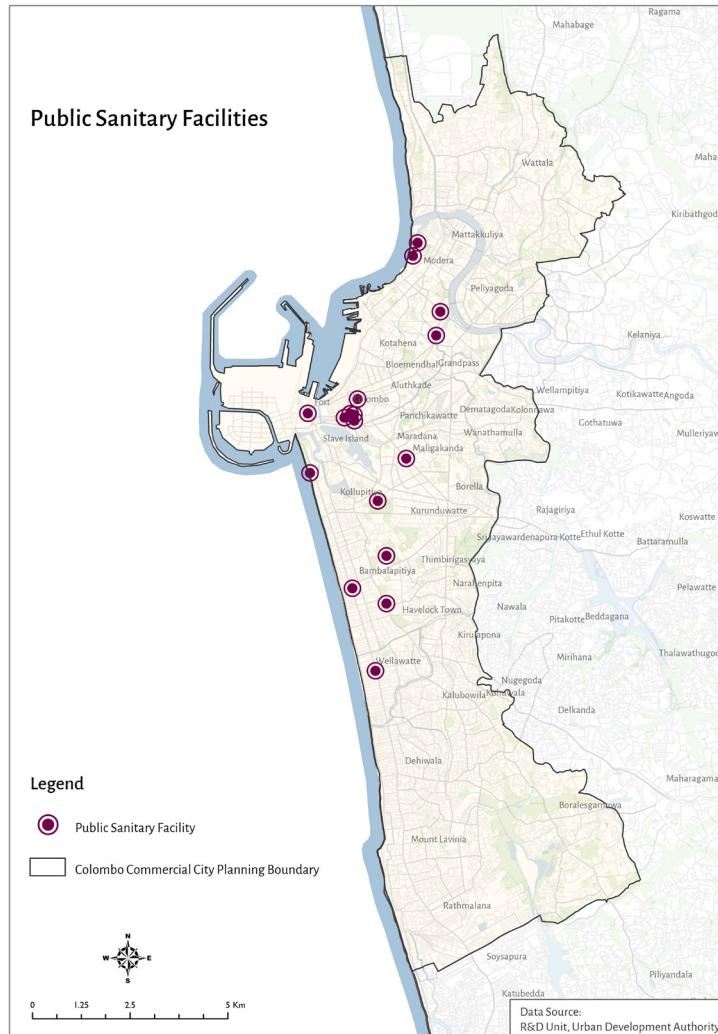 Ragama
Mahabage
Public Sanitary Facilities
Wattala
Maha
Kiribathgod
Mattakkuliya
Modera
Peliyagoda
Kelaniya
Kotahena
Bloemendhal
Grandpass
Aluthkade
Wellampitiya
Kotikawatte
Angoda
Fort
Panchikawatte
Dematagoda
Kolonnawa
Gothatuwa
Mulleriyaw
Slave Island
Maradana
Wanathamulla
Maligakanda
Borella
Kollupitiya
Kurunduwatte
Rajagiriya
Koswatte
Sri Jayawardenapura Kotte
Ethul Kotte
Battaramulla
Thimbirigasyaya
Bambalapitiya
Narahenpita
Pelawatte
Havelock Town
Nawala
Pitakotte
Beddagana
Kirulapona
Mirihana
Thalawathugod
Wellawatte
Nugegoda
Kalubowila
Delkanda
Dehiwala
Maharagama
Legend
Boralesgamuwa
Public Sanitary Facility
Mount Lavinia
Colombo Commercial City Planning Boundary
Rathmalana
N
W E
S
Soysapura
Piliyandala
Katubedda
0 1.25 2.5 5 Km
Data Source:
R&D Unit, Urban Development Authority